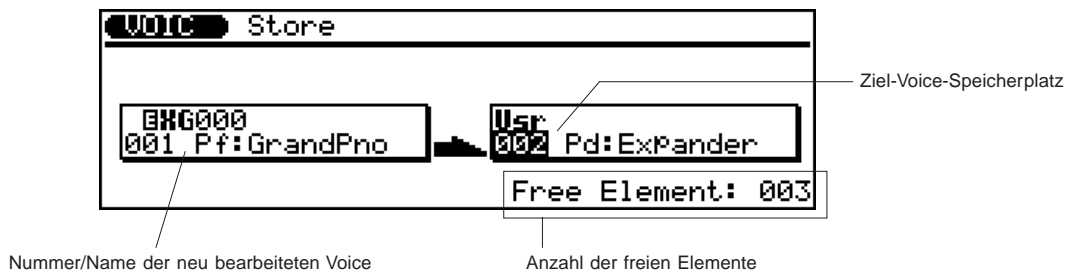 VOIC Store
Ziel-Voice-Speicherplatz
EXG000
001 Pf:GrandPno
Usr
002 Pd:Expander
Free Element: 003
Nummer/Name der neu bearbeiteten Voice
Anzahl der freien Elemente